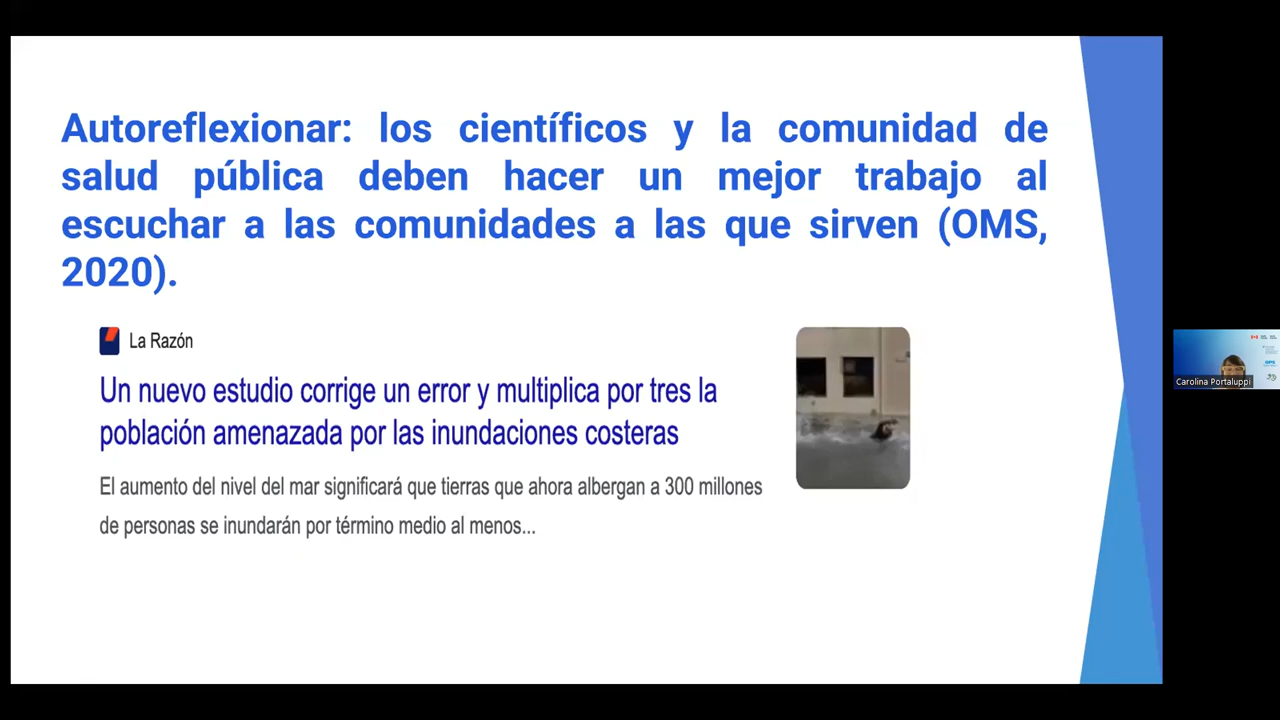 Autoreflexionar: los científicos y la comunidad de
salud pública deben hacer un mejor trabajo al
escuchar a las comunidades a las que sirven (OMS,
2020).
La Razón
Un nuevo estudio corrige un error y multiplica por tres la
población amenazada por las inundaciones costeras
El aumento del nivel del mar significará que tierras que ahora albergan a 300 millones
de personas se inundarán por término medio al menos...
Carolina Portaluppi